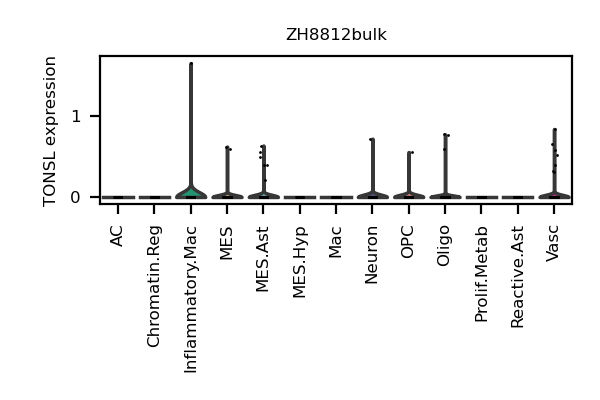 ZH8812bulk
TONSL expression
1
0
AC
Chromatin.Reg
Inflammatory.Mac
MES
MES.Ast
MES.Hyp
Mac
Neuron
OPC
Oligo
Prolif.Metab
Reactive.Ast
Vasc